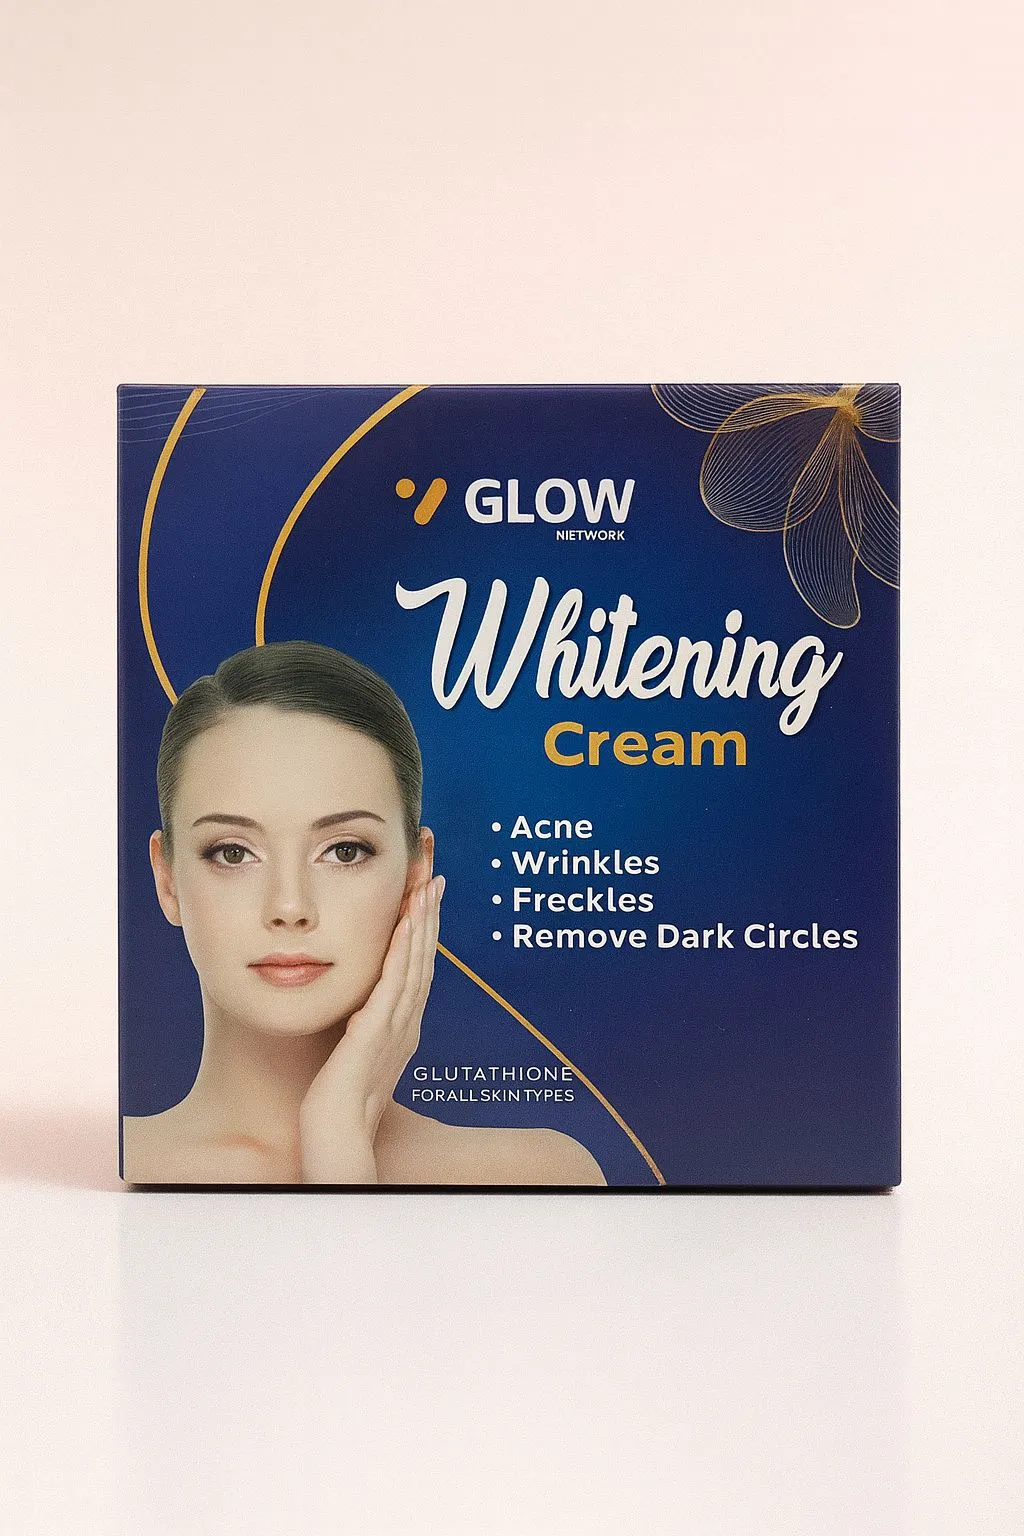 GLOW
NIETWORK
Whitening
Cream
• Acne
• Wrinkles
• Freckles
• Remove Dark Circles
GLUTATHIONE
FORALLSKINTYPES